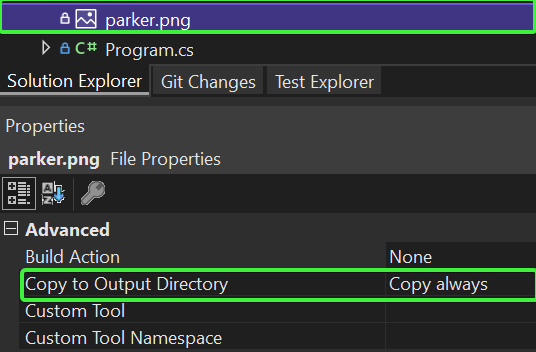 parker.png
C# Program.cs
Solution Explorer Git Changes Test Explorer
Properties
parker.png File Properties
Advanced
Build Action None
Copy to Output Directory Copy always
Custom Tool
Custom Tool Namespace